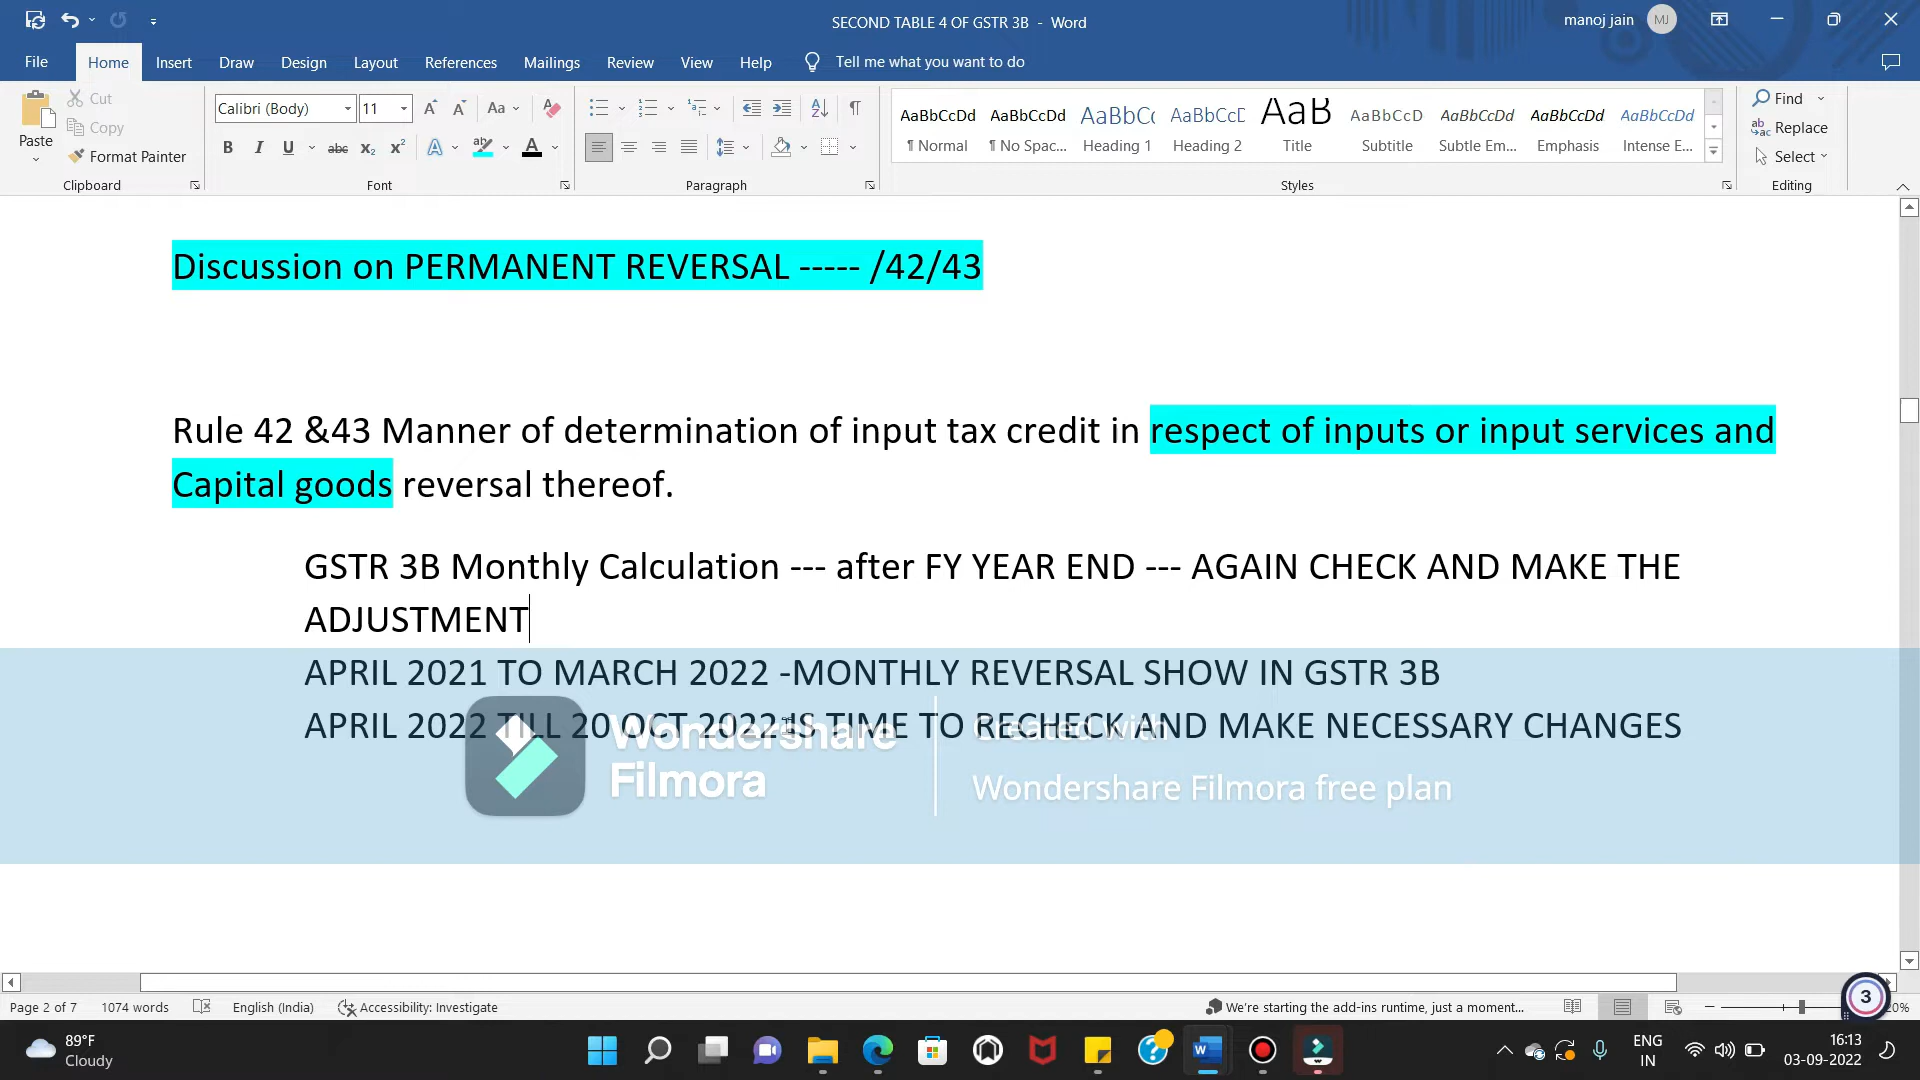 SECOND TABLE 4 OF GSTR 3B - Word
manoj jain MJ
File Home Insert Draw Design Layout References Mailings Review View Help Tell me what you want to do
Paste Cut Copy Format Painter
Clipboard
Calibri (Body) 11
Font
Paragraph
AaBbCcDd AaBbCcDd AaBbCc AaBbCcD AaB AaBbCcD AaBbCcDd AaBbCcDd AaBbCcDd
¶ Normal ¶ No Spac... Heading 1 Heading 2 Title Subtitle Subtle Em... Emphasis Intense E...
Styles
Find
Replace
Select
Editing
Discussion on PERMANENT REVERSAL ----- /42/43
Rule 42 &43 Manner of determination of input tax credit in respect of inputs or input services and
Capital goods reversal thereof.
GSTR 3B Monthly Calculation --- after FY YEAR END --- AGAIN CHECK AND MAKE THE
ADJUSTMENT
APRIL 2021 TO MARCH 2022 -MONTHLY REVERSAL SHOW IN GSTR 3B
APRIL 2022 TILL 20 OCT 2022 IS TIME TO RECHECK AND MAKE NECESSARY CHANGES
Wondershare
Filmora
Created with
Wondershare Filmora free plan
Page 2 of 7 1074 words English (India) Accessibility: Investigate We're starting the add-ins runtime, just a moment...
3
89°F
Cloudy
ENG
IN
16:13
03-09-2022